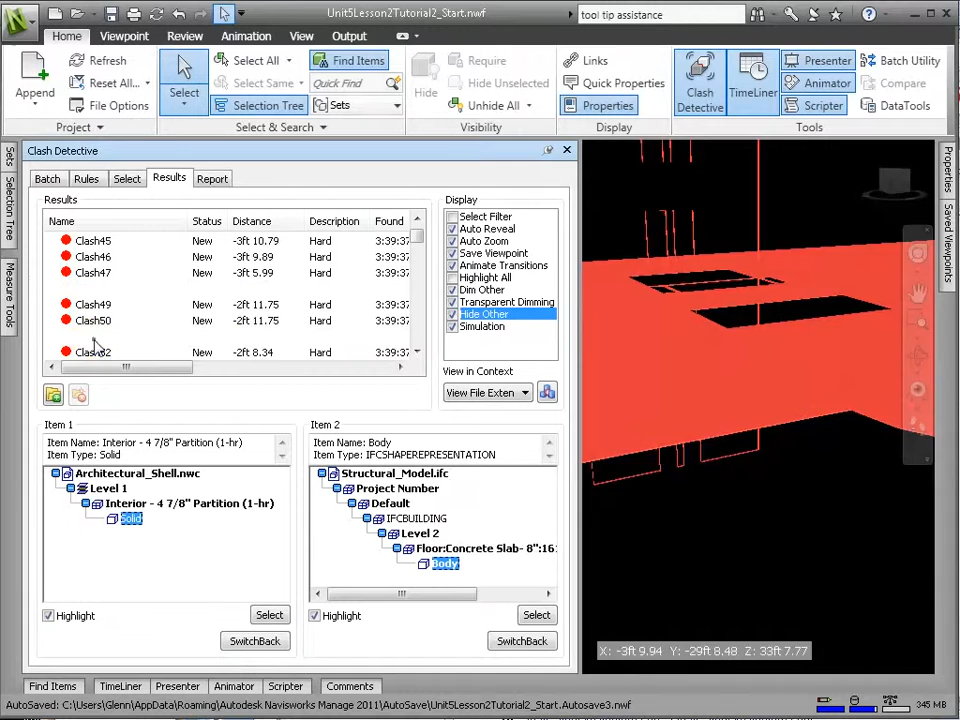 Unit5Lesson2Tutorial2_Start.nwf
tool tip assistance
Home Viewpoint Review Animation View Output
Append
Refresh
Reset All...
File Options
Project
Select
Select All
Select Same
Selection Tree
Find Items
Quick Find
Sets
Select & Search
Hide
Require
Hide Unselected
Unhide All
Visibility
Links
Quick Properties
Properties
Display
Clash Detective
TimeLiner
Presenter
Animator
Scripter
Batch Utility
Compare
DataTools
Tools
Sets
Selection Tree
Measure Tools
Clash Detective
Batch Rules Select Results Report
Results
Name Status Distance Description Found
Clash45 New -3ft 10.79 Hard 3:39:37
Clash46 New -3ft 9.89 Hard 3:39:37
Clash47 New -3ft 5.99 Hard 3:39:37
Clash49 New -2ft 11.75 Hard 3:39:37
Clash50 New -2ft 11.75 Hard 3:39:37
New -2ft 8.34 Hard 3:39:37
Display
Select Filter
Auto Reveal
Auto Zoom
Save Viewpoint
Animate Transitions
Highlight All
Dim Other
Transparent Dimming
Hide Other
Simulation
View in Context
View File Exten
Item 1
Item Name: Interior - 4 7/8" Partition (1-hr)
Item Type: Solid
Architectural_Shell.nwc
Level 1
Interior - 4 7/8" Partition (1-hr)
Solid
Highlight
Select
SwitchBack
Item 2
Item Name: Body
Item Type: IFCSHAPEREPRESENTATION
Structural_Model.ifc
Project Number
Default
IFCBUILDING
Level 2
Floor:Concrete Slab- 8":16:
Body
Highlight
Select
SwitchBack
Properties
Saved Viewpoints
X: -3ft 9.94 Y: -29ft 8.48 Z: 33ft 7.77
Find Items TimeLiner Presenter Animator Scripter Comments
AutoSaved: C:\Users\Glenn\AppData\Roaming\Autodesk Navisworks Manage 2011\AutoSave\Unit5Lesson2Tutorial2_Start.Autosave3.nwf
345 MB